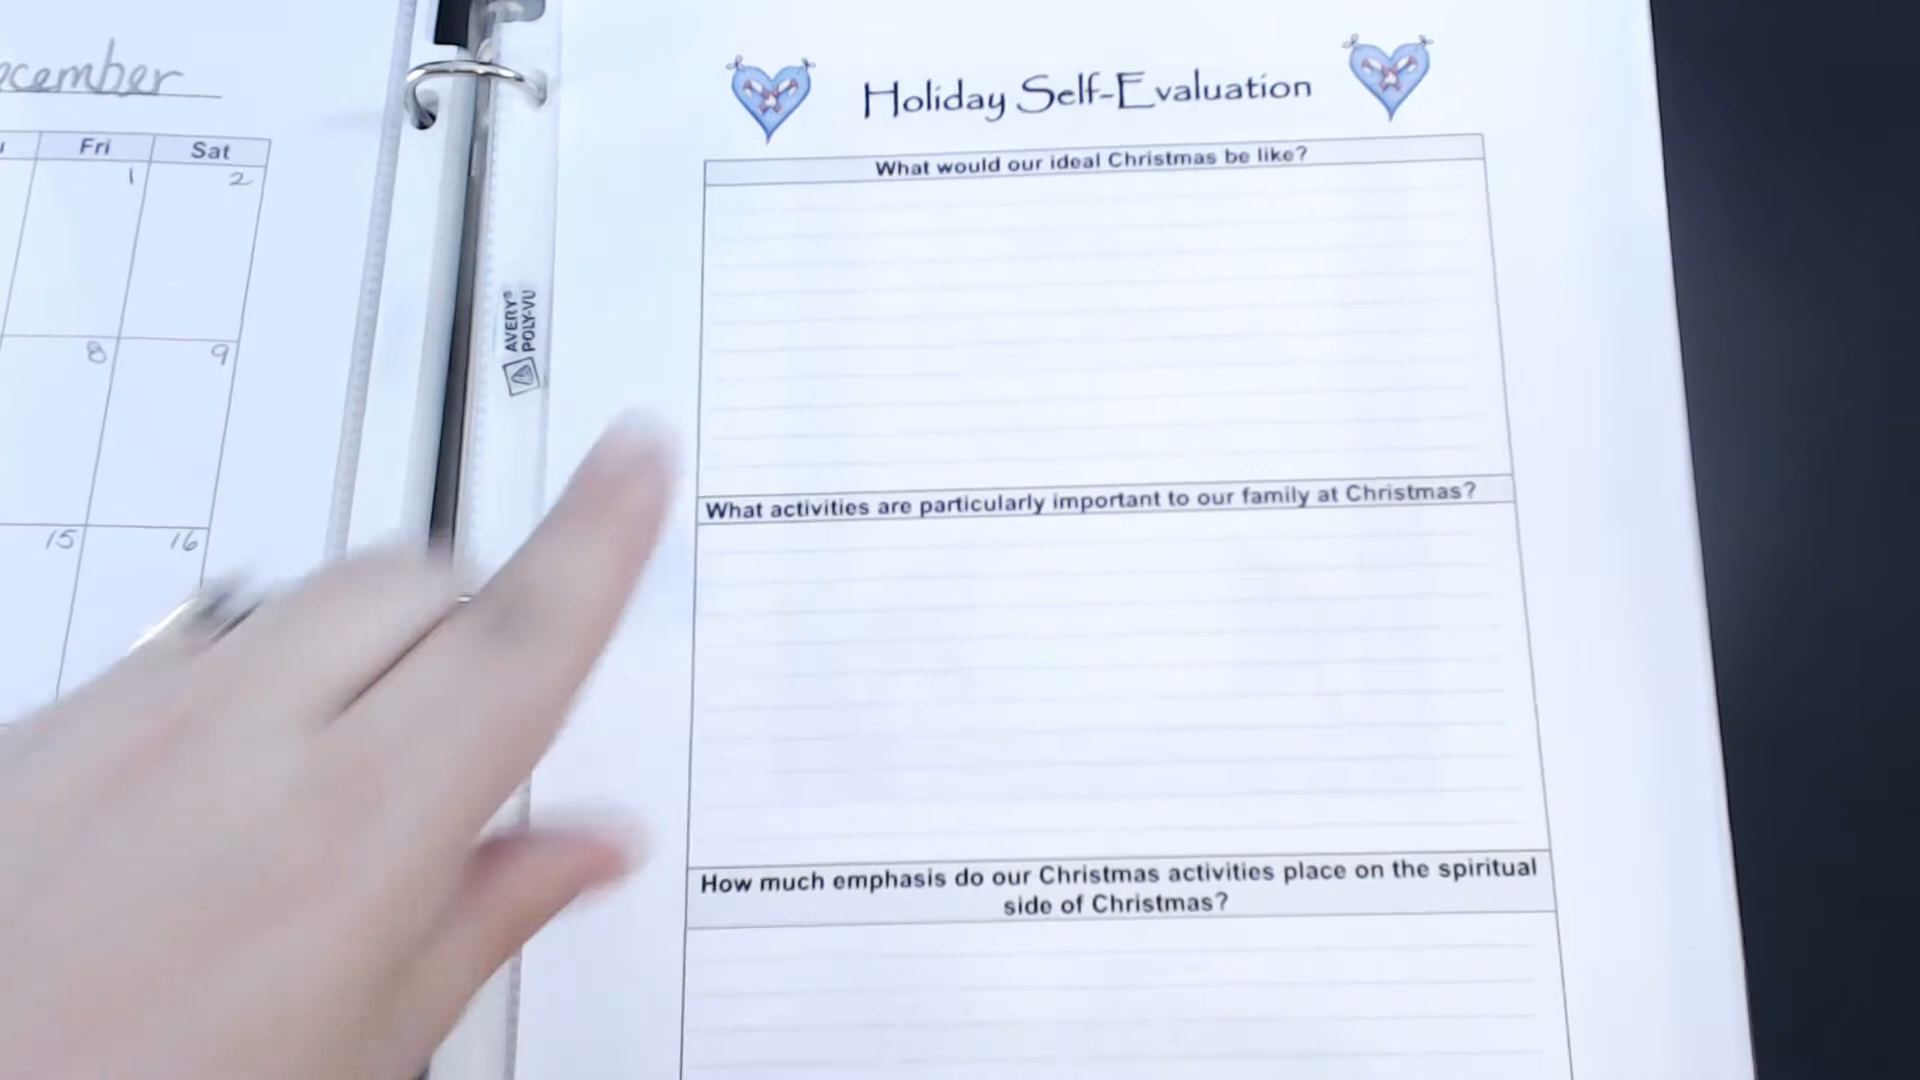 Fri Sat
1 2
8 9
15 16
AVERY®
POLY-VU
Holiday Self-Evaluation
What would our ideal Christmas be like?
What activities are particularly important to our family at Christmas?
How much emphasis do our Christmas activities place on the spiritual
side of Christmas?